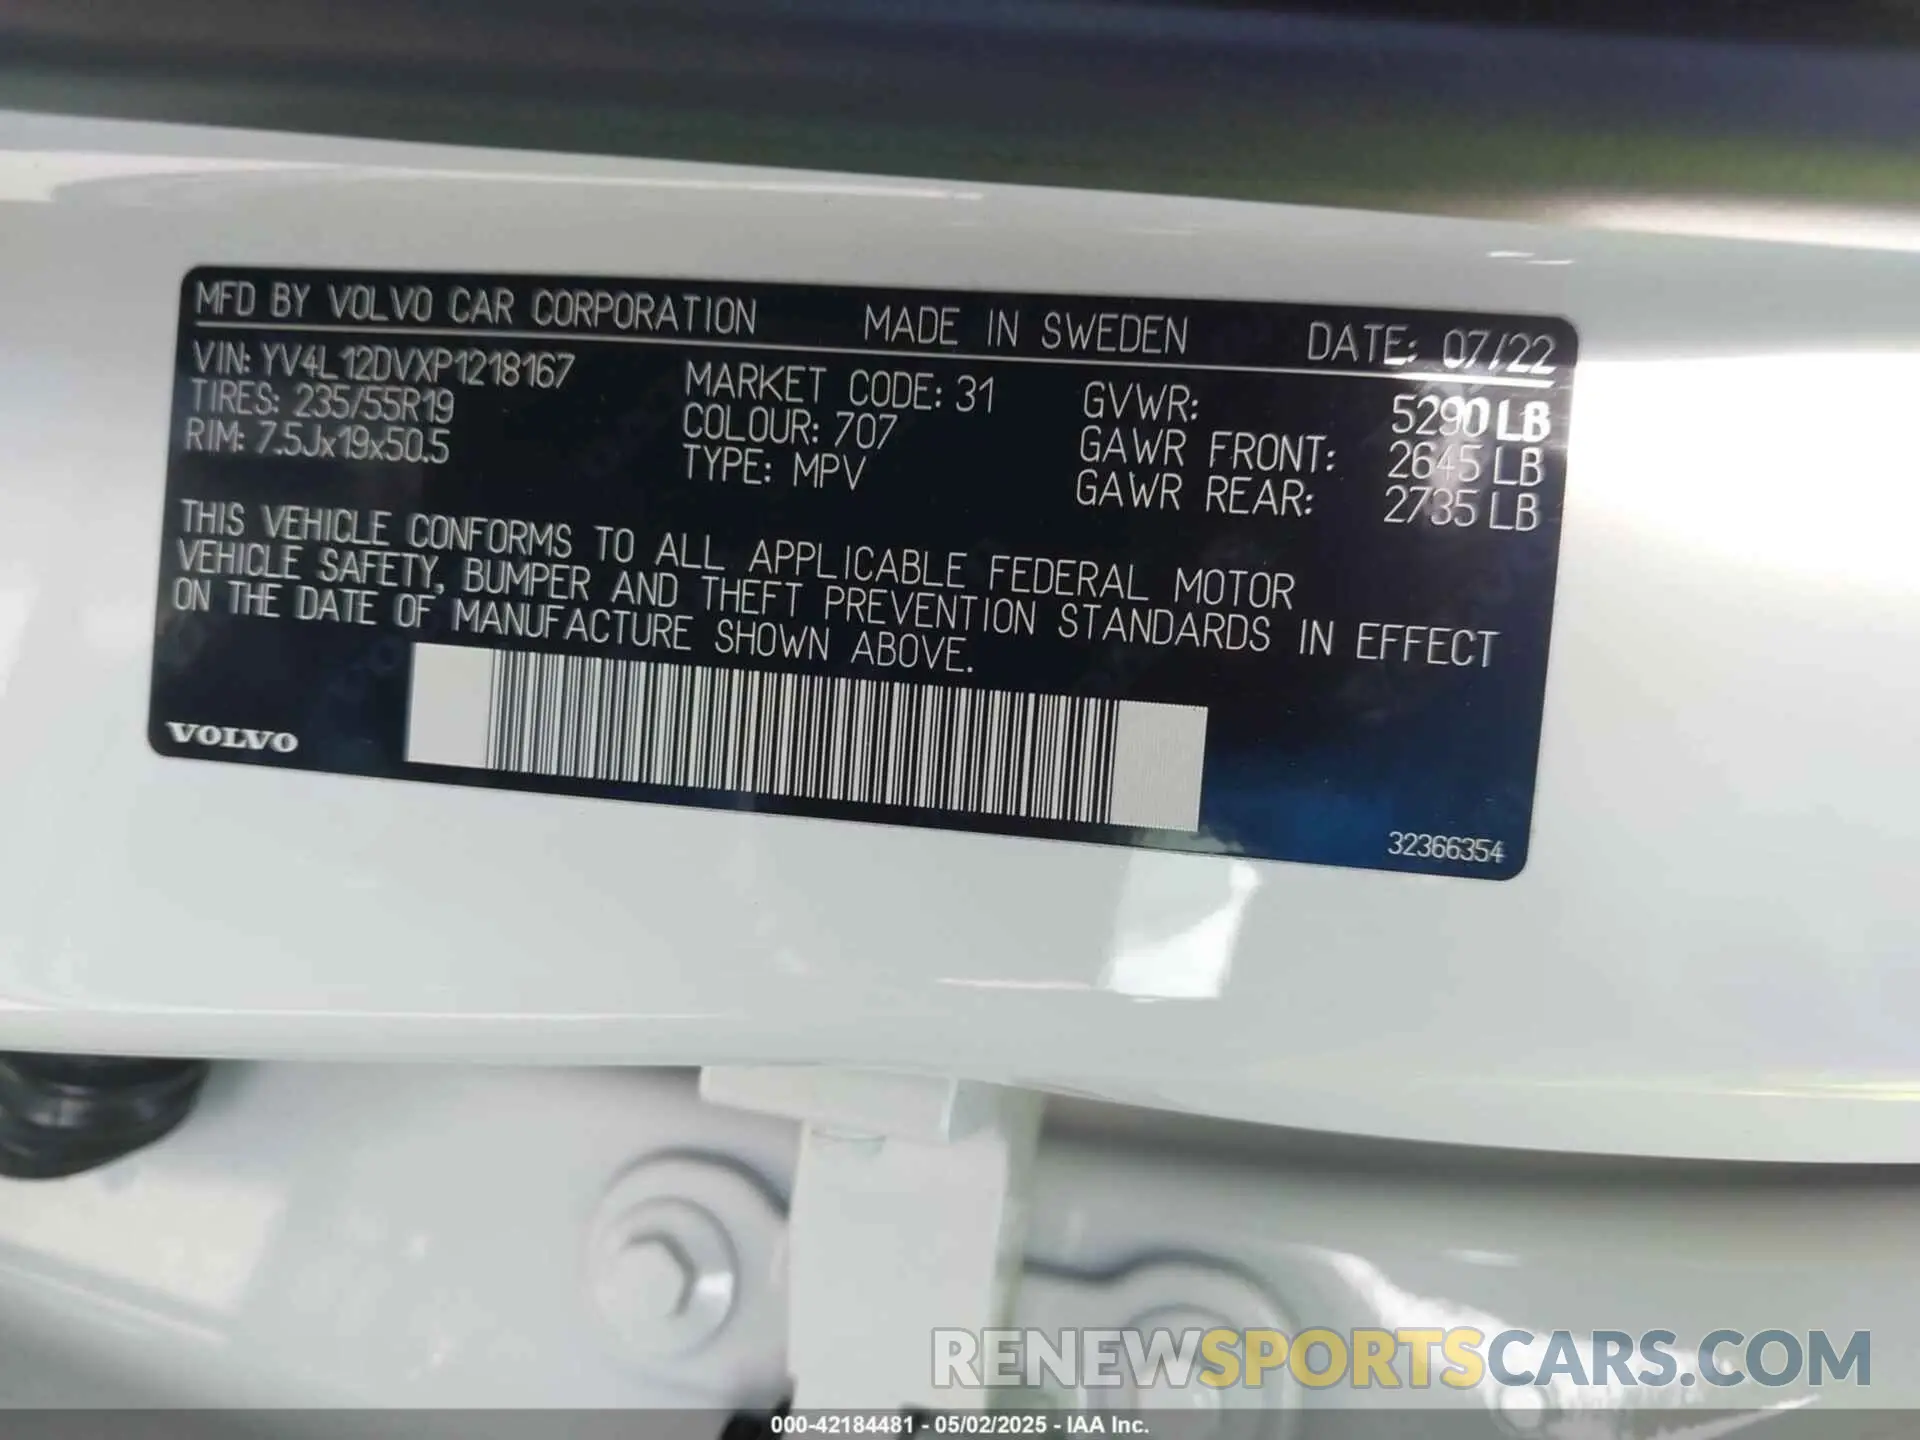 MFD BY VOLVO CAR CORPORATION MADE IN SWEDEN DATE: 07/22
VIN: YV4L12DVXP1218167 MARKET CODE: 31 GVWR: 5290 LB
TIRES: 235/55R19 COLOUR: 707 GAWR FRONT: 2645 LB
RIM: 7.5Jx19x50.5 TYPE: MPV GAWR REAR: 2735 LB
THIS VEHICLE CONFORMS TO ALL APPLICABLE FEDERAL MOTOR
VEHICLE SAFETY, BUMPER AND THEFT PREVENTION STANDARDS IN EFFECT
ON THE DATE OF MANUFACTURE SHOWN ABOVE.
VOLVO
32366354
RENEWSPORTSCARS.COM
000-42184481 - 05/02/2025 - IAA Inc.